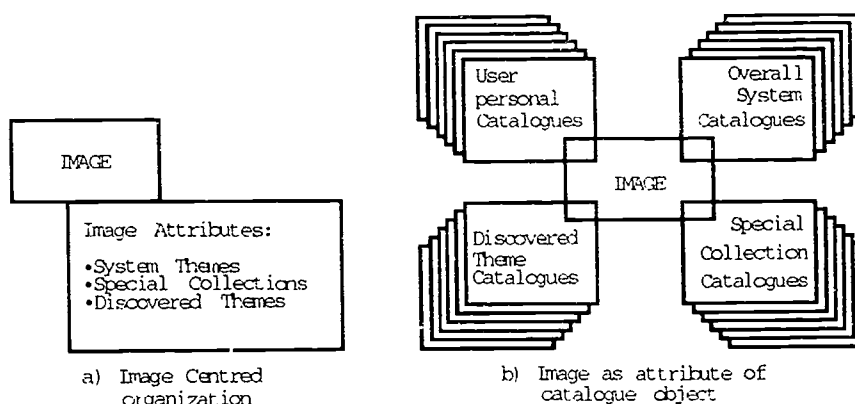 IMAGE
Image Attributes:
•System Themes
•Special Collections
•Discovered Themes
a) Image Centred
organization
User
personal
Catalogues
Overall
System
Catalogues
IMAGE
Discovered
Theme
Catalogues
Special
Collection
Catalogues
b) Image as attribute of
catalogue object